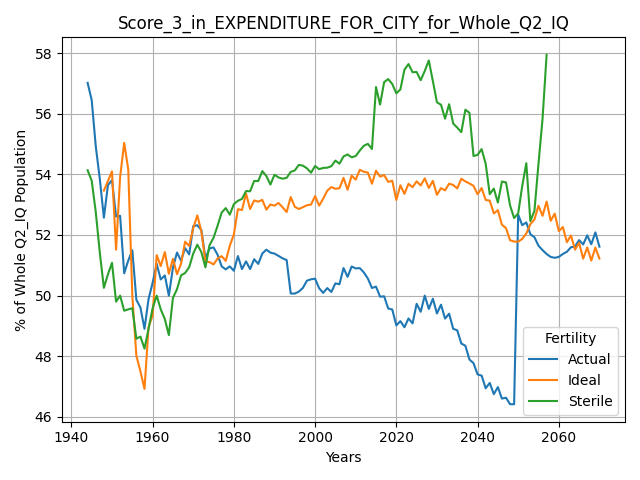 Score_3_in_EXPENDITURE_FOR_CITY_for_Whole_Q2_IQ
% of Whole Q2_IQ Population
58
56
54
52
50
48
46
1940
1960
1980
2000
2020
2040
2060
Years
Fertility
Actual
Ideal
Sterile